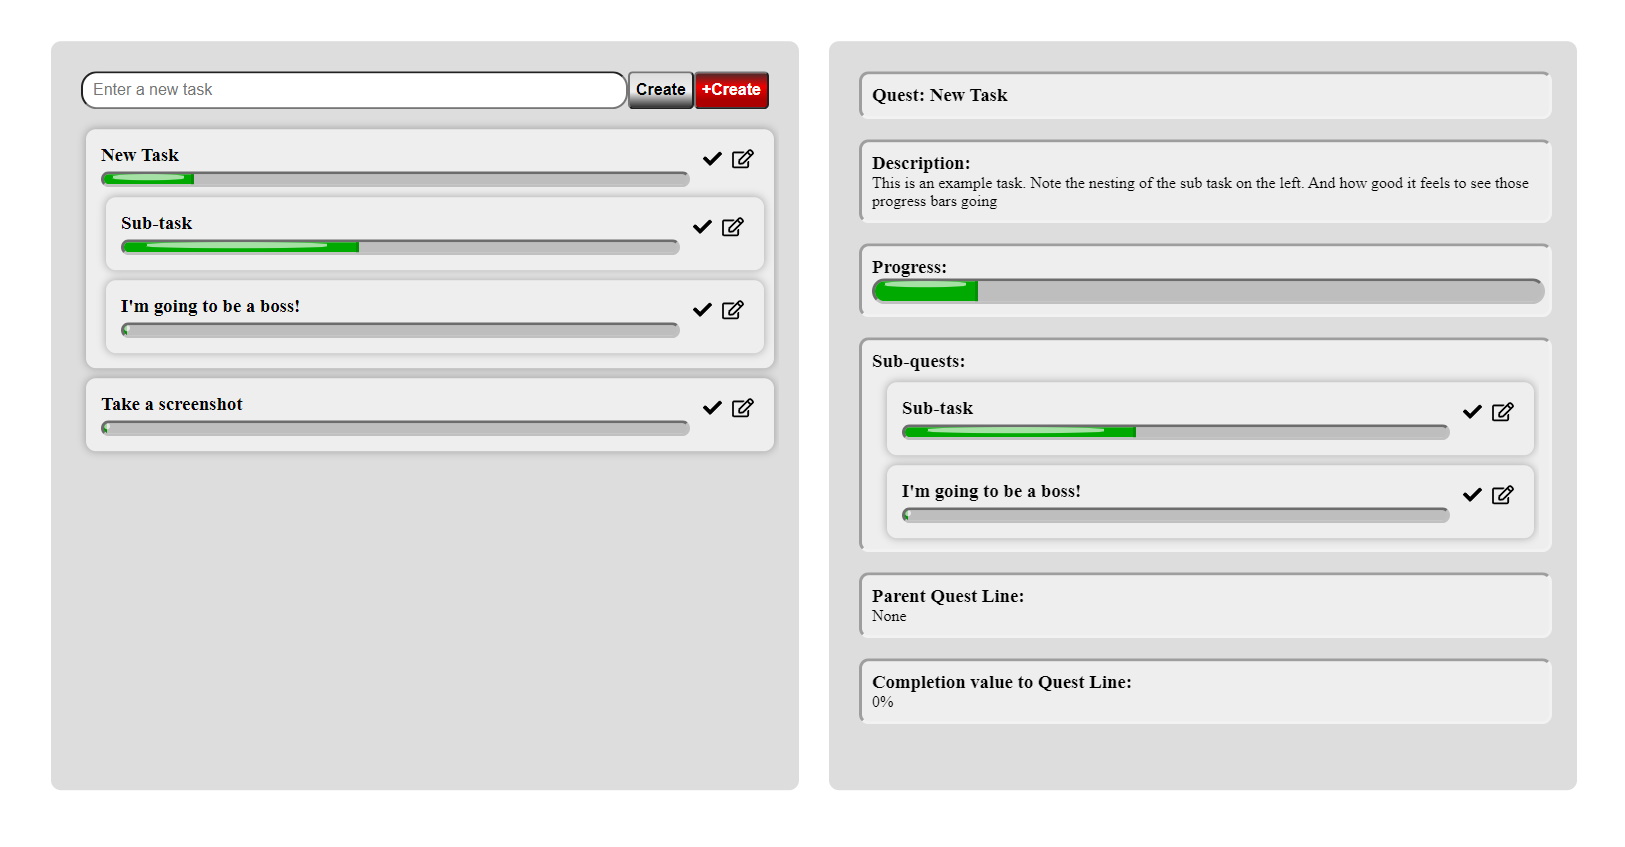 Enter a new task
Create
+Create
New Task
Sub-task
I'm going to be a boss!
Take a screenshot
Quest: New Task
Description:
This is an example task. Note the nesting of the sub task on the left. And how good it feels to see those
progress bars going
Progress:
Sub-quests:
Sub-task
I'm going to be a boss!
Parent Quest Line:
None
Completion value to Quest Line:
0%